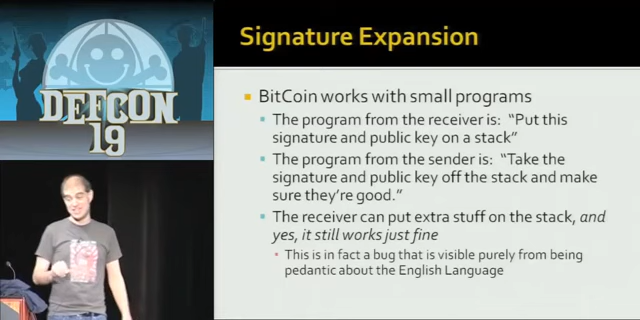 DEFCON
19
Signature Expansion
BitCoin works with small programs
The program from the receiver is: “Put this
signature and public key on a stack”
The program from the sender is: “Take the
signature and public key off the stack and make
sure they’re good.”
The receiver can put extra stuff on the stack, and
yes, it still works just fine
This is in fact a bug that is visible purely from being
pedantic about the English Language